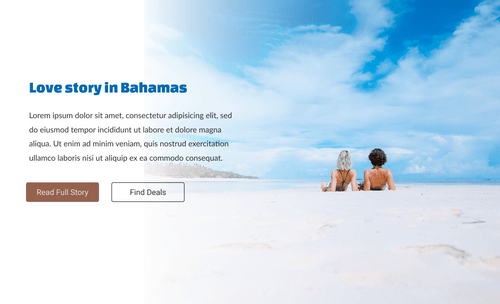 Love story in Bahamas
Lorem ipsum dolor sit amet, consectetur adipisicing elit, sed
do eiusmod tempor incididunt ut labore et dolore magna
aliqua. Ut enim ad minim veniam, quis nostrud exercitation
ullamco laboris nisi ut aliquip ex ea commodo consequat.
Read Full Story
Find Deals